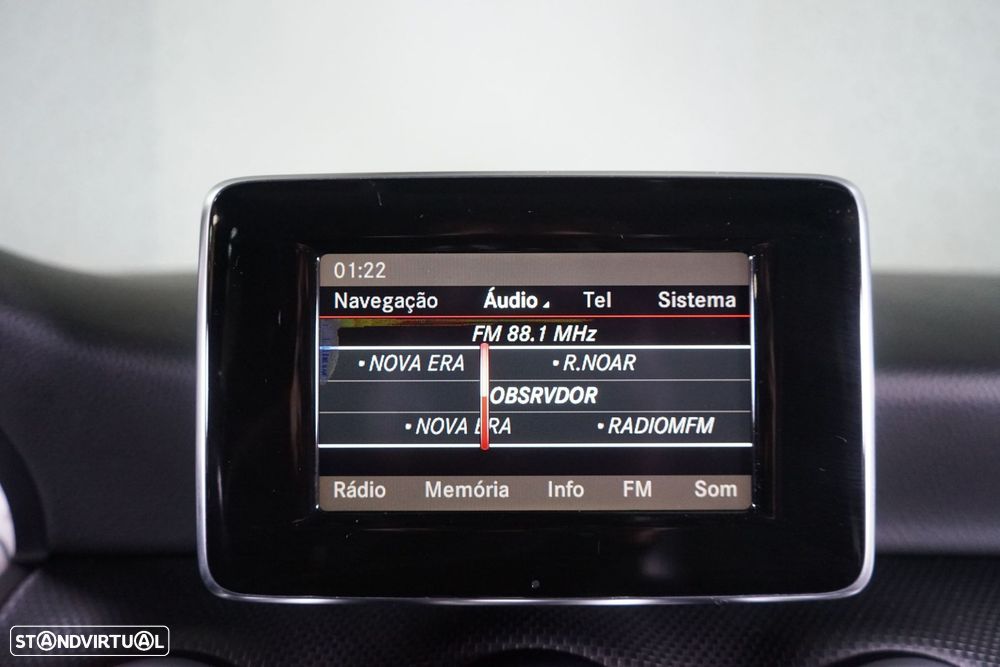 01:22
Navegação Áudio Tel Sistema
FM 88.1 MHz
•NOVA ERA •R.NOAR
OBSRVDOR
•NOVA ERA •RADIOMFM
Rádio Memória Info FM Som
STANDVIRTUAL